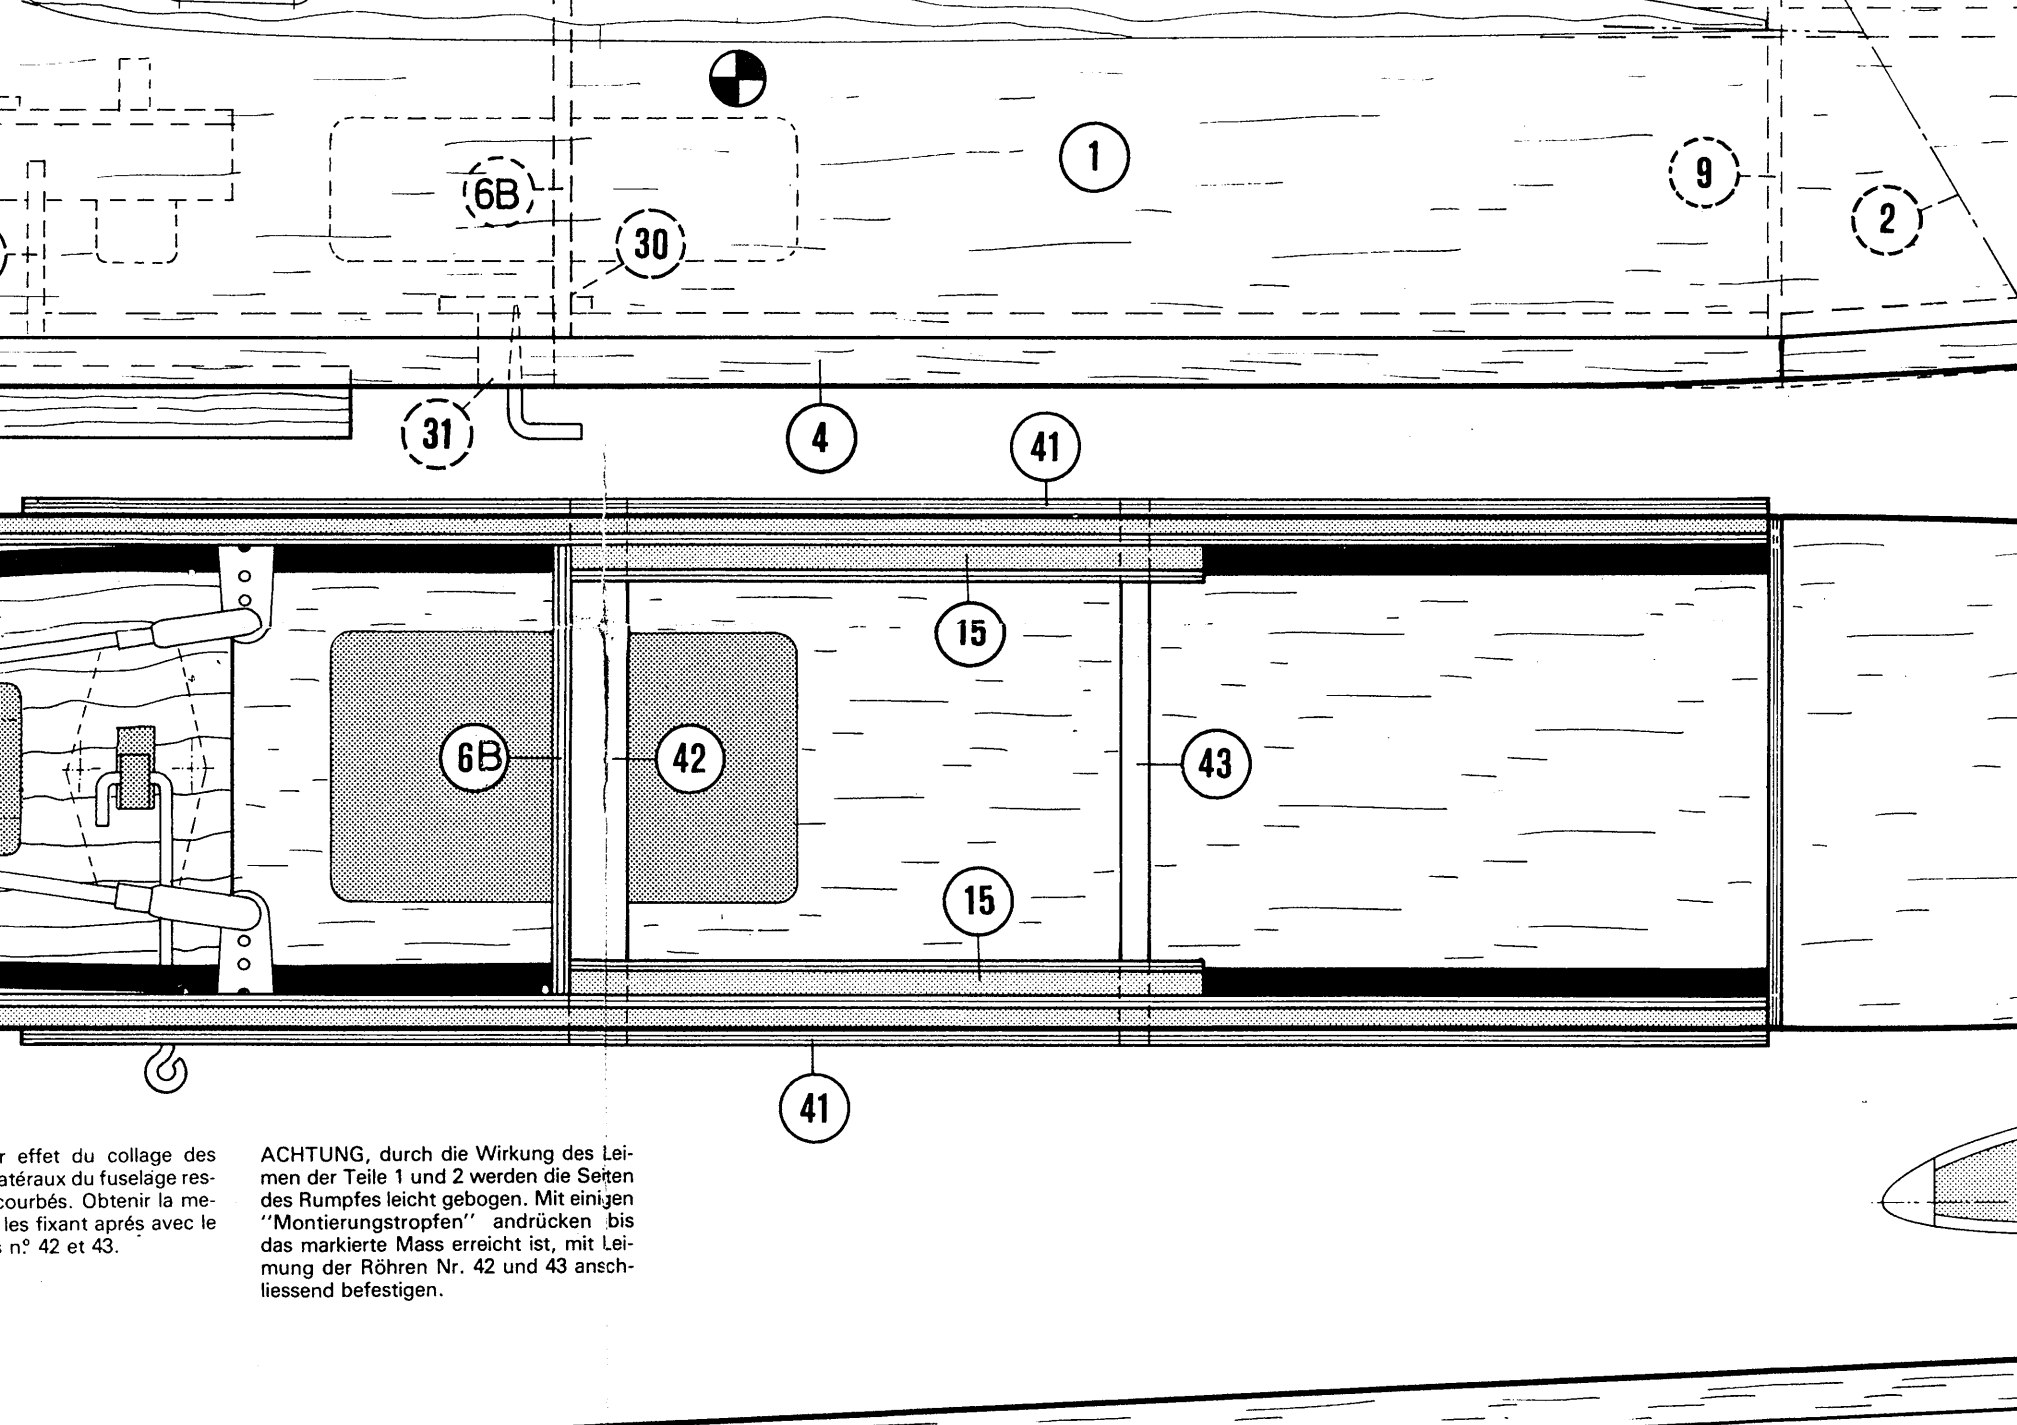 1
9
6B
2
30
31
4
41
15
6B
42
43
15
41
r effet du collage des
atéraux du fuselage res-
courbés. Obtenir la me-
les fixant aprés avec le
s n.º 42 et 43.
ACHTUNG, durch die Wirkung des Lei-
men der Teile 1 und 2 werden die Seiten
des Rumpfes leicht gebogen. Mit einigen
"Montierungstropfen" andrücken bis
das markierte Mass erreicht ist, mit Lei-
mung der Röhren Nr. 42 und 43 ansch-
liessend befestigen.